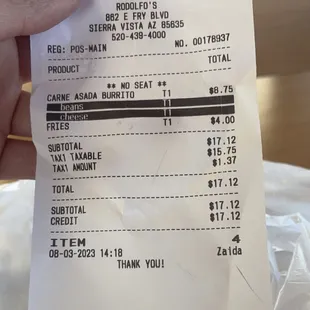 RODOLFO'S
862 E FRY BLVD
SIERRA VISTA AZ 85635
520-439-4000
REG: POS-MAIN NO. 00178937
PRODUCT TOTAL
** NO SEAT **
CARNE ASADA BURRITO T1 $8.75
beans T1
cheese T1
FRIES T1 $4.00
SUBTOTAL $17.12
TAX1 TAXABLE $15.75
TAX1 AMOUNT $1.37
TOTAL $17.12
SUBTOTAL $17.12
CREDIT $17.12
ITEM 4
08-03-2023 14:18 Zaida
THANK YOU!